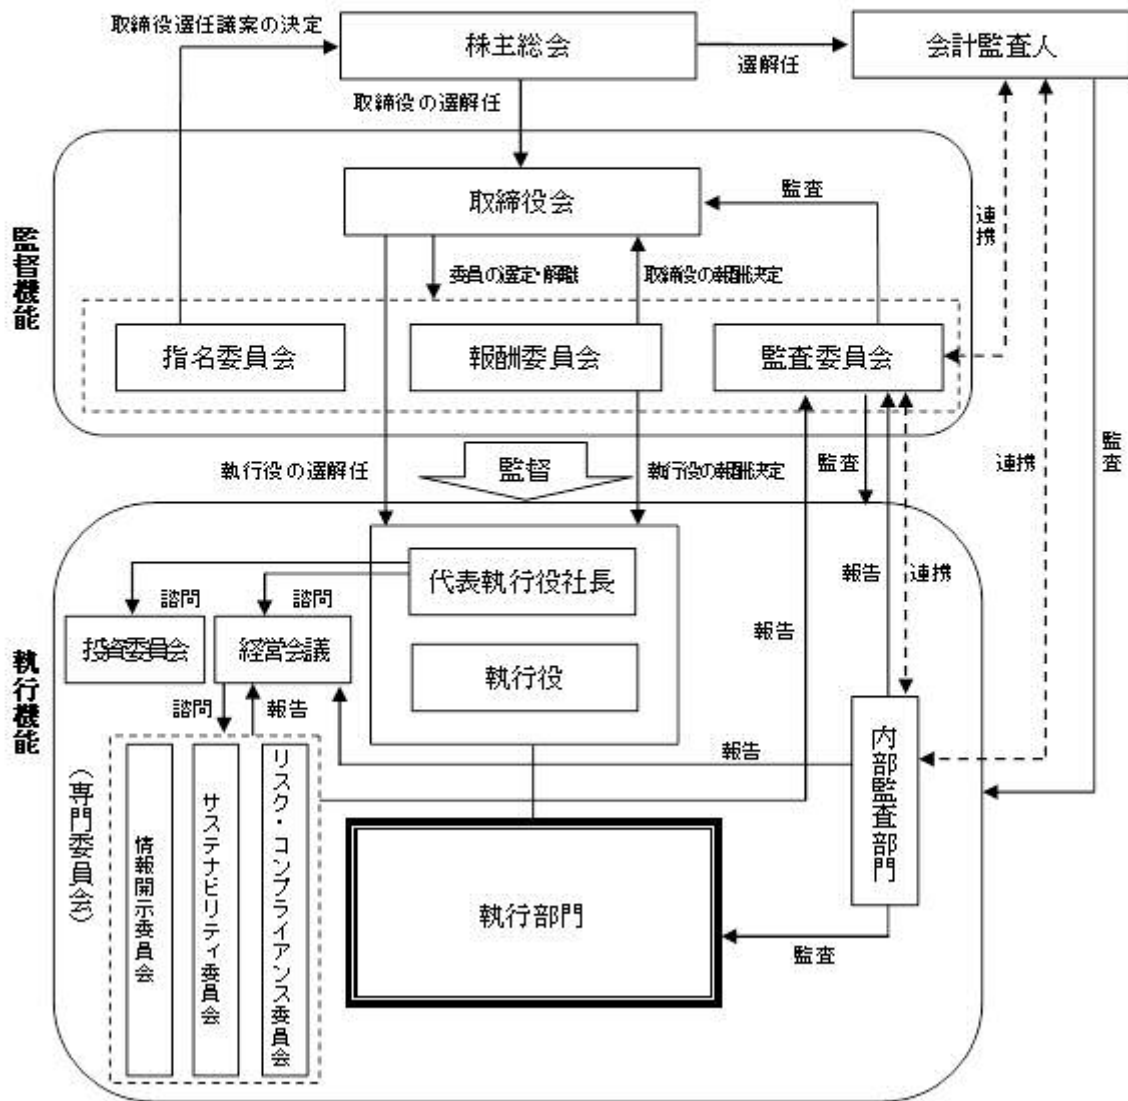 取締役選任議案の決定
株主総会
選解任
会計監査人
取締役の選解任
監督機能
取締役会
監査
連携
委員の選定・解職
取締役の報酬決定
指名委員会
報酬委員会
監査委員会
執行役の選解任
監督
執行役の報酬決定
監査
連携
監査
執行機能
代表執行役社長
執行役
諮問
諮問
投資委員会
経営会議
諮問
報告
報告
報告
連携
報告
内部監査部門
(専門委員会)
情報開示委員会
サステナビリティ委員会
リスク・コンプライアンス委員会
執行部門
監査